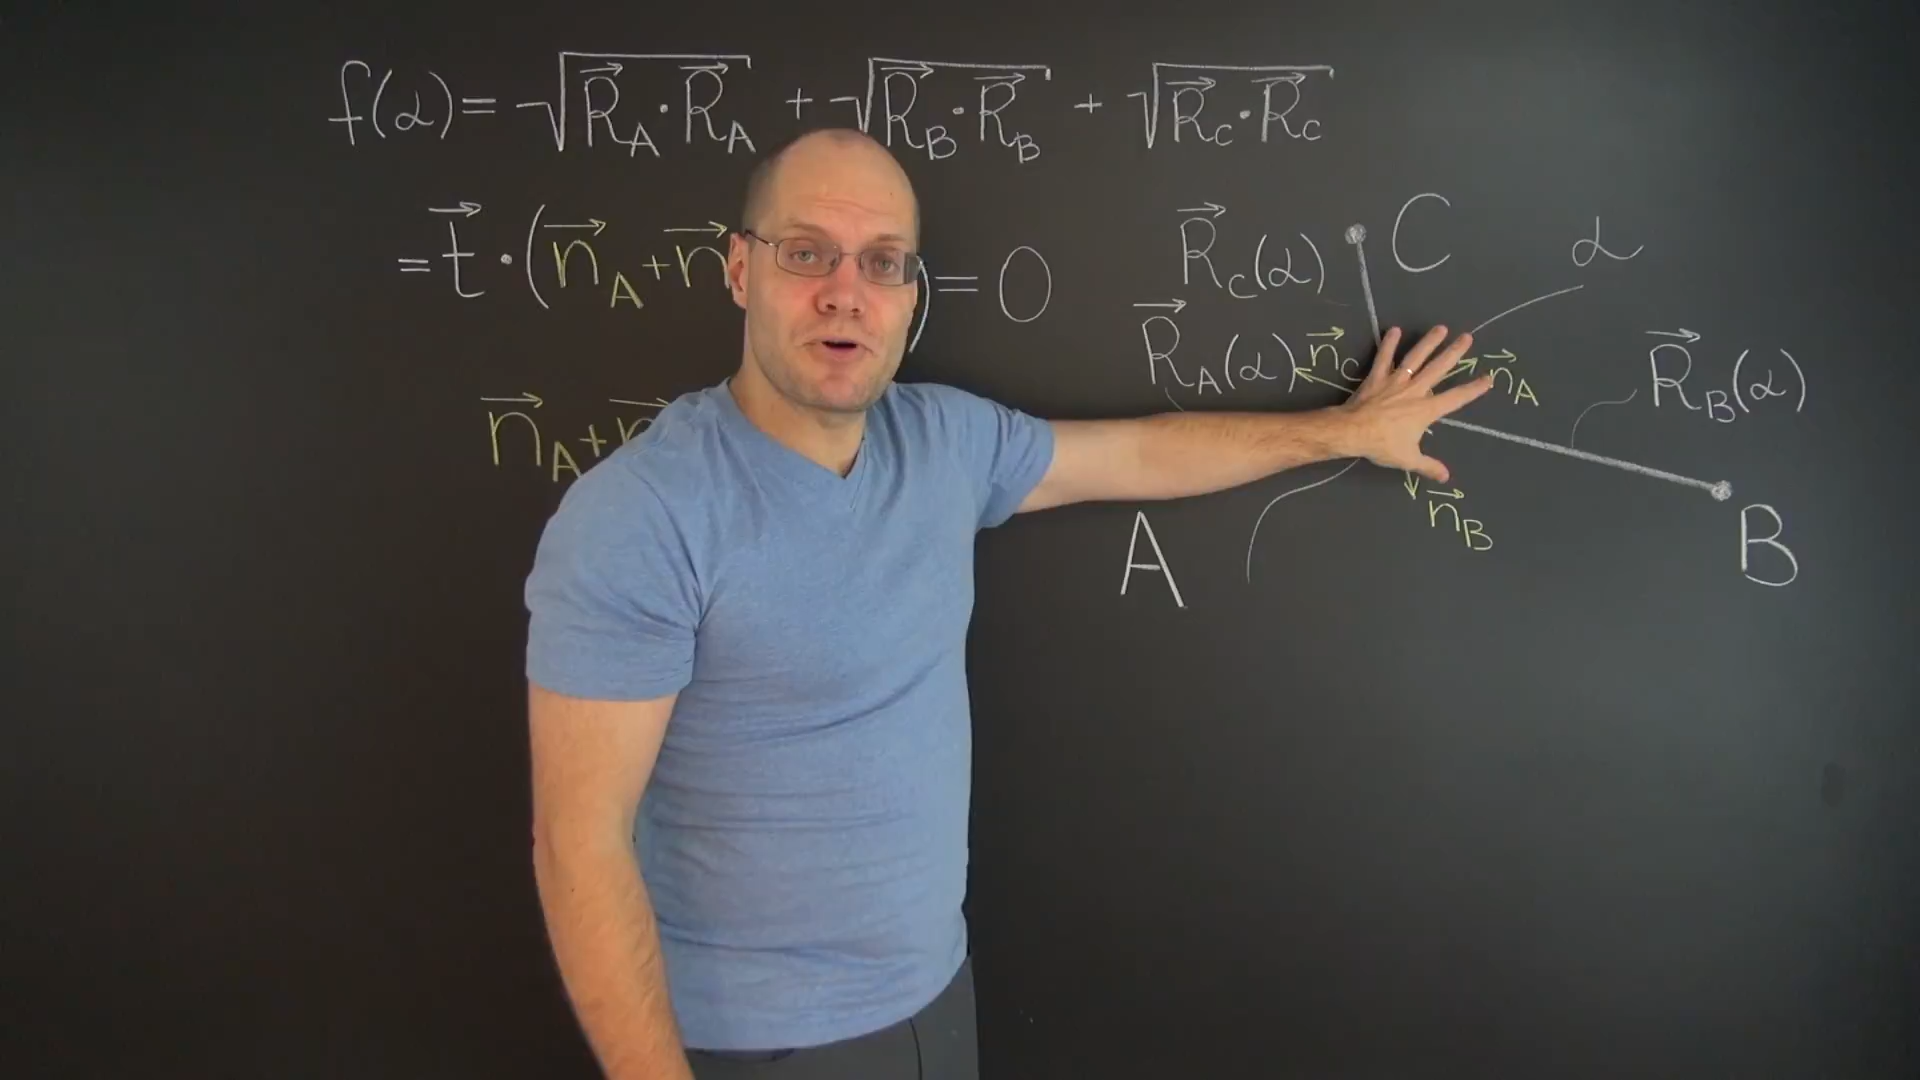 f(α)= √R⃗_A·R⃗_A + √R⃗_B·R⃗_B + √R⃗_C·R⃗_C
= t⃗·(n⃗_A+n⃗ )=0
n⃗_A+n⃗
R⃗_C(α)
C
α
R⃗_A(α)
n⃗_C
n⃗_A
R⃗_B(α)
n⃗_B
A
B